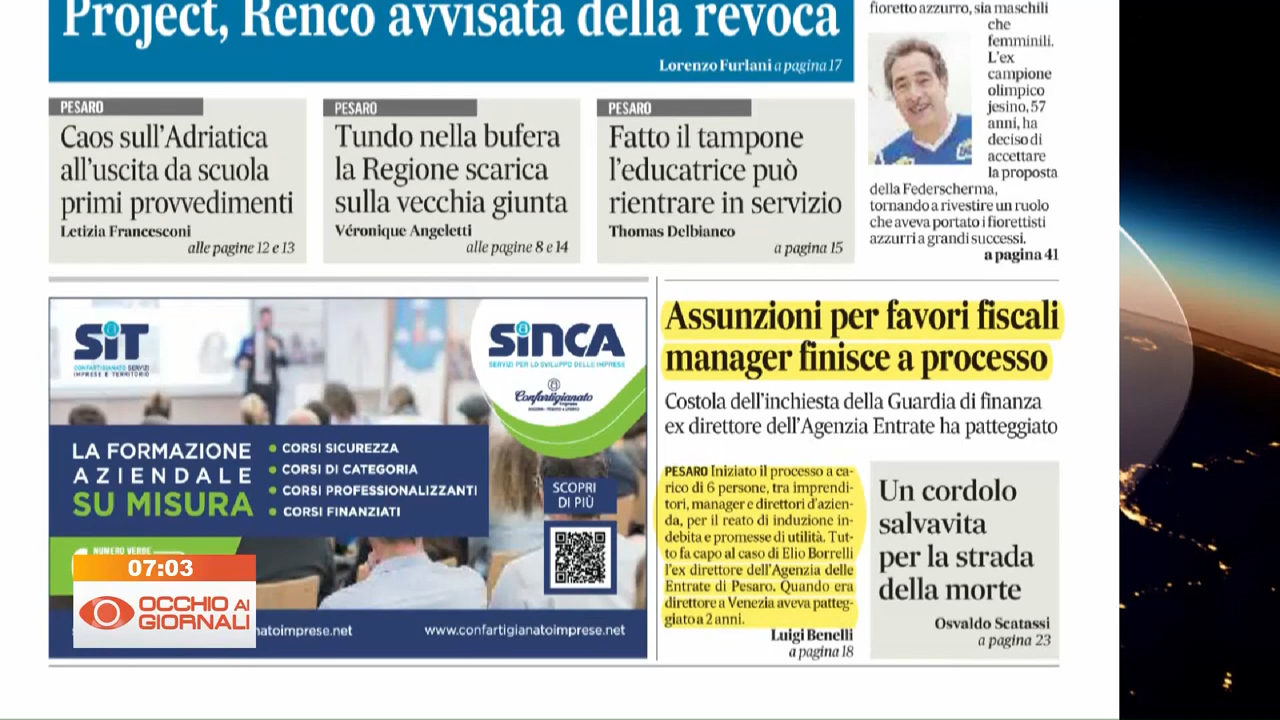 Project, Renco avvisata della revoca
Lorenzo Furlani a pagina 17
fioretto azzurro, sia maschili
che
femminili.
L'ex
campione
olimpico
jesino, 57
anni, ha
deciso di
accettare
la proposta
della Federscherma,
tornando a rivestire un ruolo
che aveva portato i fiorettisti
azzurri a grandi successi.
a pagina 41
PESARO
Caos sull'Adriatica
all'uscita da scuola
primi provvedimenti
Letizia Francesconi
alle pagine 12 e 13
PESARO
Tundo nella bufera
la Regione scarica
sulla vecchia giunta
Véronique Angeletti
alle pagine 8 e 14
PESARO
Fatto il tampone
l'educatrice può
rientrare in servizio
Thomas Delbianco
a pagina 15
SIT
CONFARTIGIANATO SERVIZI
IMPRESE E TERRITORIO
SINCA
SERVIZI PER LO SVILUPPO DELLE IMPRESE
Confartigianato
Imprese
LA FORMAZIONE
AZIENDALE
SU MISURA
CORSI SICUREZZA
CORSI DI CATEGORIA
CORSI PROFESSIONALIZZANTI
CORSI FINANZIATI
SCOPRI
DI PIÙ
NUMERO VERDE
07:03
OCCHIO AI
GIORNALI
natoimprese.net
www.confartigianatoimprese.net
Assunzioni per favori fiscali
manager finisce a processo
Costola dell'inchiesta della Guardia di finanza
ex direttore dell'Agenzia Entrate ha patteggiato
PESARO Iniziato il processo a ca-
rico di 6 persone, tra imprendi-
tori, manager e direttori d'azien-
da, per il reato di induzione in-
debita e promesse di utilità. Tut-
to fa capo al caso di Elio Borrelli
l'ex direttore dell'Agenzia delle
Entrate di Pesaro. Quando era
direttore a Venezia aveva patteg-
giato a 2 anni.
Luigi Benelli
a pagina 18
Un cordolo
salvavita
per la strada
della morte
Osvaldo Scatassi
a pagina 23